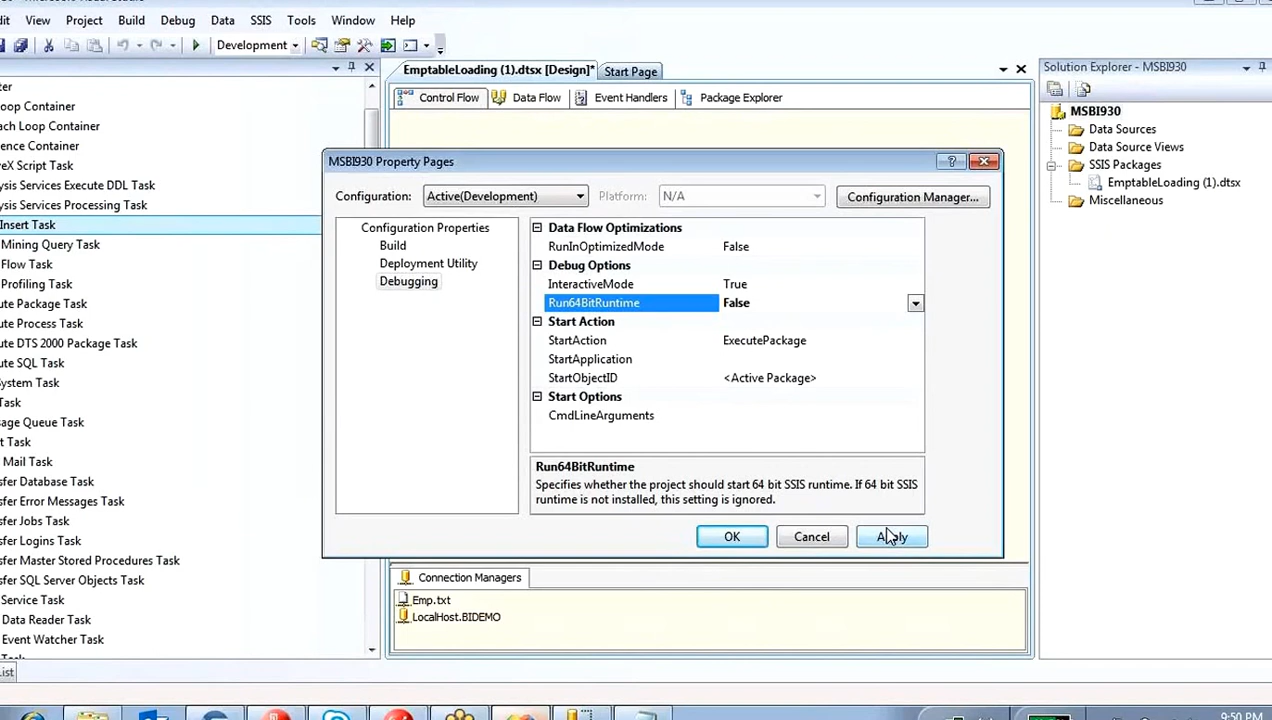 View Project Build Debug Data SSIS Tools Window Help
Development
EmptableLoading (1).dtsx [Design]* Start Page
Control Flow Data Flow Event Handlers Package Explorer
Loop Container
ach Loop Container
ence Container
eX Script Task
ysis Services Execute DDL Task
ysis Services Processing Task
Insert Task
Mining Query Task
Flow Task
Profiling Task
ute Package Task
ute Process Task
ute DTS 2000 Package Task
ute SQL Task
ystem Task
Task
sage Queue Task
t Task
Mail Task
sfer Database Task
sfer Error Messages Task
sfer Jobs Task
sfer Logins Task
sfer Master Stored Procedures Task
sfer SQL Server Objects Task
Service Task
Data Reader Task
Event Watcher Task
MSBI930 Property Pages
Configuration: Active(Development) Platform: N/A Configuration Manager...
Configuration Properties
Build
Deployment Utility
Debugging
Data Flow Optimizations
RunInOptimizedMode False
Debug Options
InteractiveMode True
Run64BitRuntime False
Start Action
StartAction ExecutePackage
StartApplication
StartObjectID <Active Package>
Start Options
CmdLineArguments
Run64BitRuntime
Specifies whether the project should start 64 bit SSIS runtime. If 64 bit SSIS
runtime is not installed, this setting is ignored.
OK Cancel Apply
Connection Managers
Emp.txt
LocalHost.BIDEMO
Solution Explorer - MSBI930
MSBI930
Data Sources
Data Source Views
SSIS Packages
EmptableLoading (1).dtsx
Miscellaneous
9:50 PM